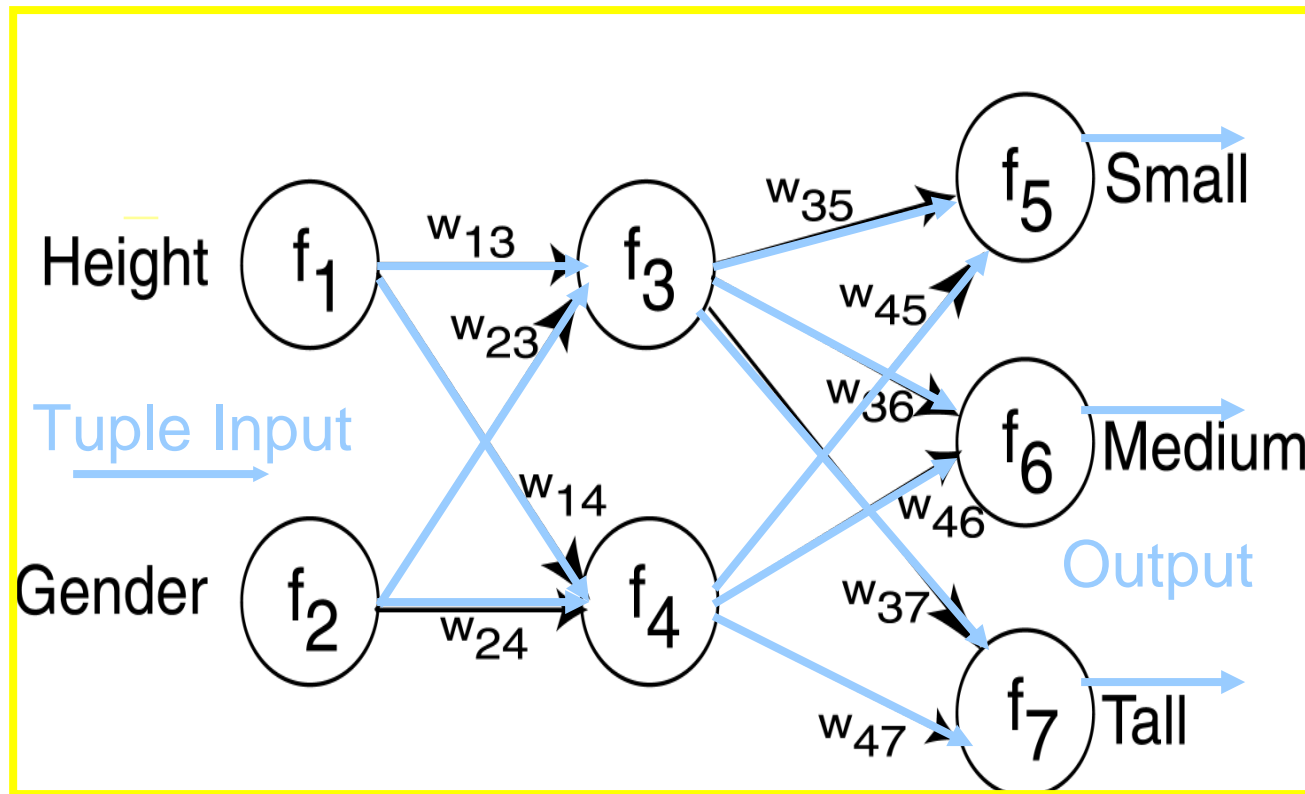 f5 Small
w35
Height f1 w13 f3
w23
w45
w36
Tuple Input
f6 Medium
w14
w46
Output
Gender f2 w24 f4
w37
f7 Tall
w47